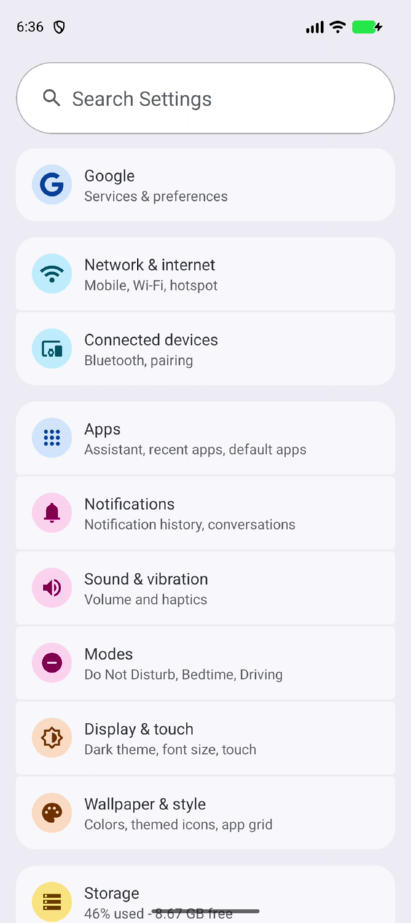 6:36
Search Settings
Google
Services & preferences
Network & internet
Mobile, Wi-Fi, hotspot
Connected devices
Bluetooth, pairing
Apps
Assistant, recent apps, default apps
Notifications
Notification history, conversations
Sound & vibration
Volume and haptics
Modes
Do Not Disturb, Bedtime, Driving
Display & touch
Dark theme, font size, touch
Wallpaper & style
Colors, themed icons, app grid
Storage
46% used - 8.67 GB free